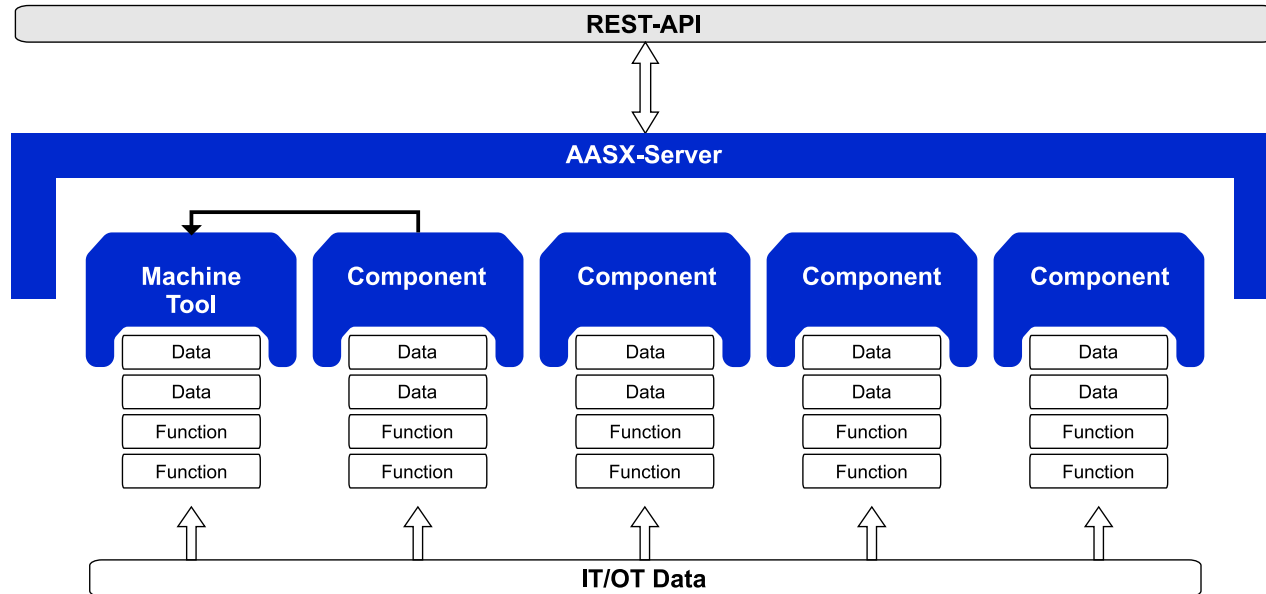 REST-API
AASX-Server
Machine
Tool
Component
Component
Component
Component
Data
Data
Data
Data
Data
Data
Data
Data
Data
Data
Function
Function
Function
Function
Function
Function
Function
Function
Function
Function
IT/OT Data